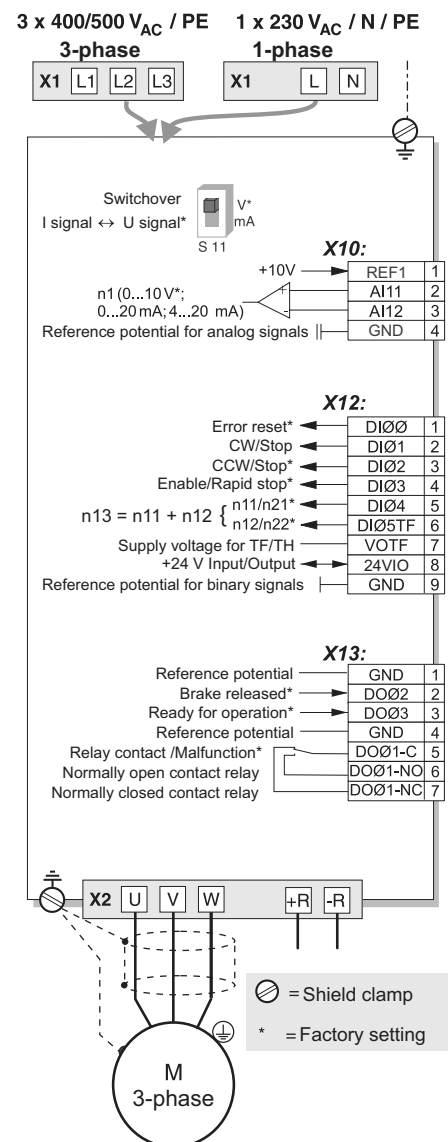 3 x 400/500 VAC / PE 1 x 230 VAC / N / PE
3-phase 1-phase
X1 L1 L2 L3 X1 L N
Switchover
I signal ↔ U signal*
V*
mA
S 11
X10:
+10V REF1 1
n1 (0...10 V*; AI11 2
0...20 mA; 4...20 mA) + - AI12 3
Reference potential for analog signals GND 4
X12:
Error reset* DIØØ 1
CW/Stop DIØ1 2
CCW/Stop* DIØ2 3
Enable/Rapid stop* DIØ3 4
n13 = n11 + n12 { n11/n21* DIØ4 5
n12/n22* DIØ5TF 6
Supply voltage for TF/TH VOTF 7
+24 V Input/Output 24VIO 8
Reference potential for binary signals GND 9
X13:
Reference potential GND 1
Brake released* DOØ2 2
Ready for operation* DOØ3 3
Reference potential GND 4
Relay contact /Malfunction* DOØ1-C 5
Normally open contact relay DOØ1-NO 6
Normally closed contact relay DOØ1-NC 7
X2 U V W +R -R
= Shield clamp
* = Factory setting
M
3-phase